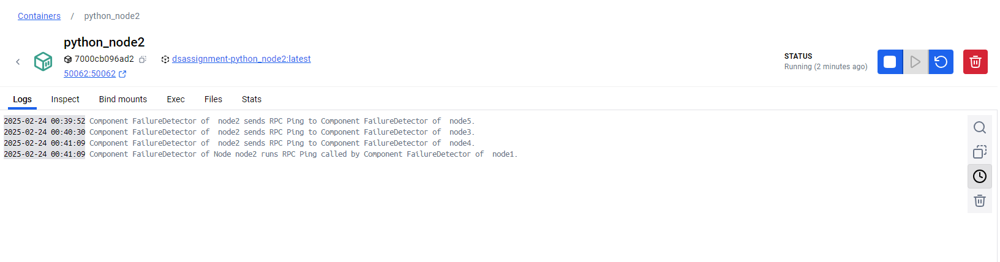 Containers / python_node2
python_node2
7000cb096ad2
dsassignment-python_node2:latest
50062:50062
STATUS
Running (2 minutes ago)
Logs Inspect Bind mounts Exec Files Stats
2025-02-24 00:39:52 Component FailureDetector of  node2 sends RPC Ping to Component FailureDetector of  node5.
2025-02-24 00:40:30 Component FailureDetector of  node2 sends RPC Ping to Component FailureDetector of  node3.
2025-02-24 00:41:09 Component FailureDetector of  node2 sends RPC Ping to Component FailureDetector of  node4.
2025-02-24 00:41:09 Component FailureDetector of Node node2 runs RPC Ping called by Component FailureDetector of  node1.